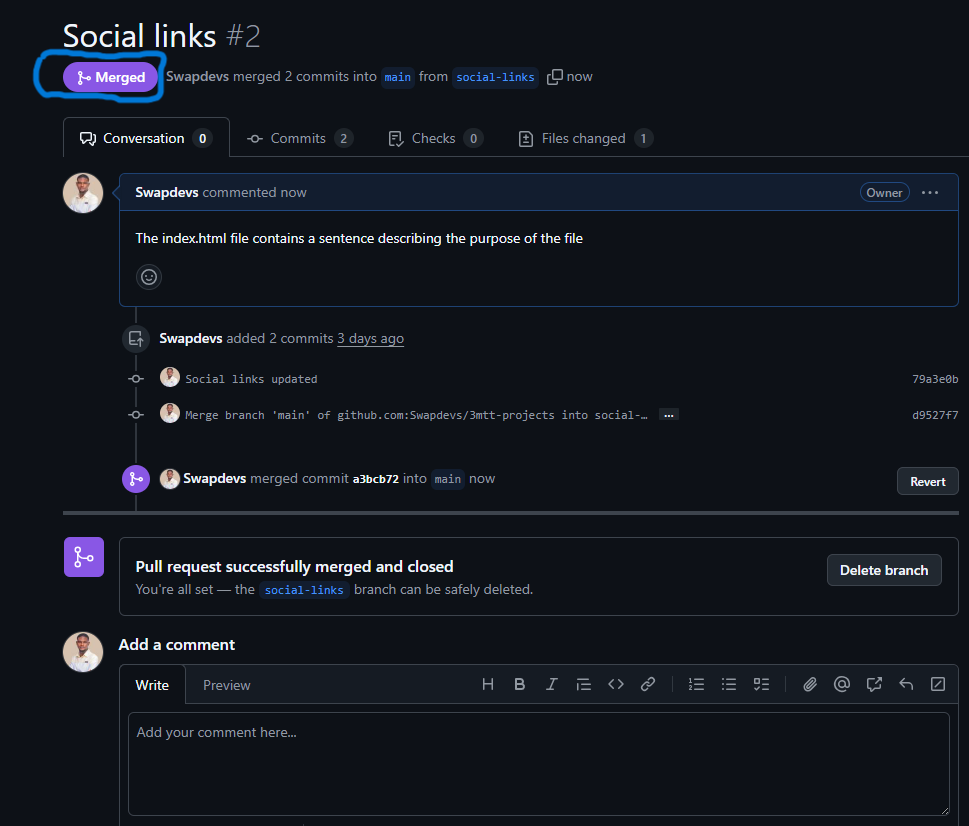 Social links #2
Merged Swapdevs merged 2 commits into main from social-links now
Conversation 0 Commits 2 Checks 0 Files changed 1
Swapdevs commented now Owner ...
The index.html file contains a sentence describing the purpose of the file
Swapdevs added 2 commits 3 days ago
Social links updated 79a3e0b
Merge branch 'main' of github.com:Swapdevs/3mtt-projects into social-… ... d9527f7
Swapdevs merged commit a3bcb72 into main now Revert
Pull request successfully merged and closed
You're all set — the social-links branch can be safely deleted. Delete branch
Add a comment
Write Preview H B I
Add your comment here...